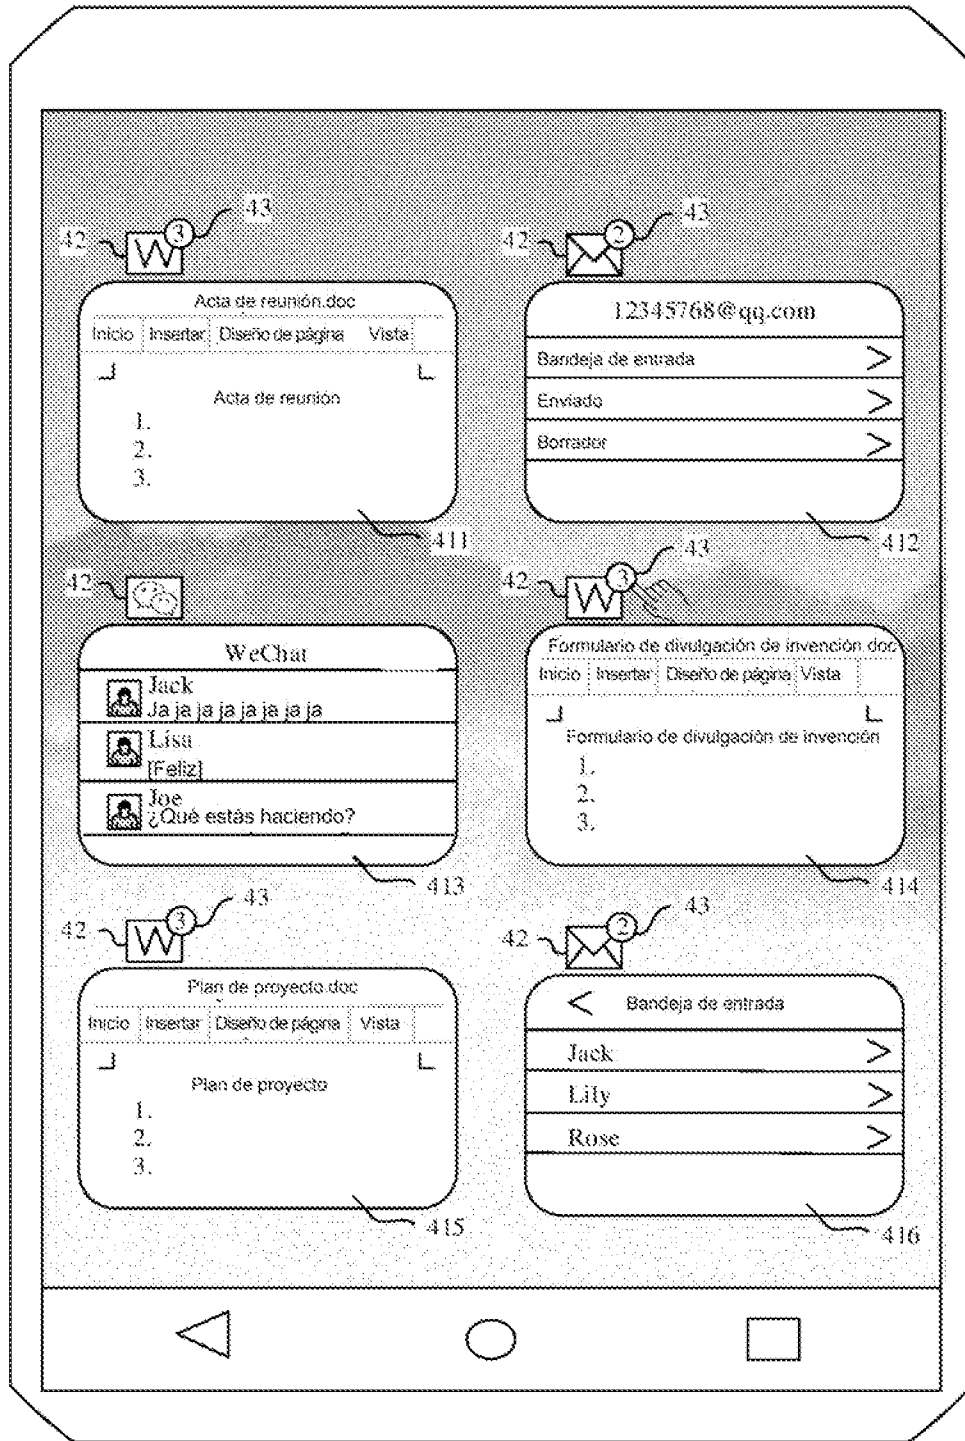 43
43
42
W
3
42
2
Acta de reunión.doc
Inicio Insertar Diseño de página Vista
Acta de reunión
1.
2.
3.
411
12345768@qq.com
Bandeja de entrada
Enviado
Borrador
412
42
WeChat
Jack
Ja ja ja ja ja ja ja ja
Lisa
[Feliz]
Joe
¿Qué estás haciendo?
413
43
42
W
3
Formulario de divulgación de invención.doc
Inicio Insertar Diseño de página Vista
Formulario de divulgación de invención
1.
2.
3.
414
43
42
W
3
Plan de proyecto.doc
Inicio Insertar Diseño de página Vista
Plan de proyecto
1.
2.
3.
415
43
42
2
< Bandeja de entrada
Jack
Lily
Rose
416